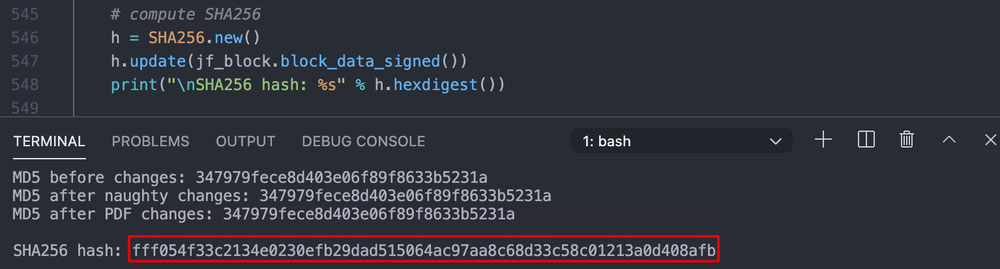 545 # compute SHA256
546 h = SHA256.new()
547 h.update(jf_block.block_data_signed())
548 print("\nSHA256 hash: %s" % h.hexdigest())
549
TERMINAL PROBLEMS OUTPUT DEBUG CONSOLE 1: bash
MD5 before changes: 347979fece8d403e06f89f8633b5231a
MD5 after naughty changes: 347979fece8d403e06f89f8633b5231a
MD5 after PDF changes: 347979fece8d403e06f89f8633b5231a
SHA256 hash: fff054f33c2134e0230efb29dad515064ac97aa8c68d33c58c01213a0d408afb